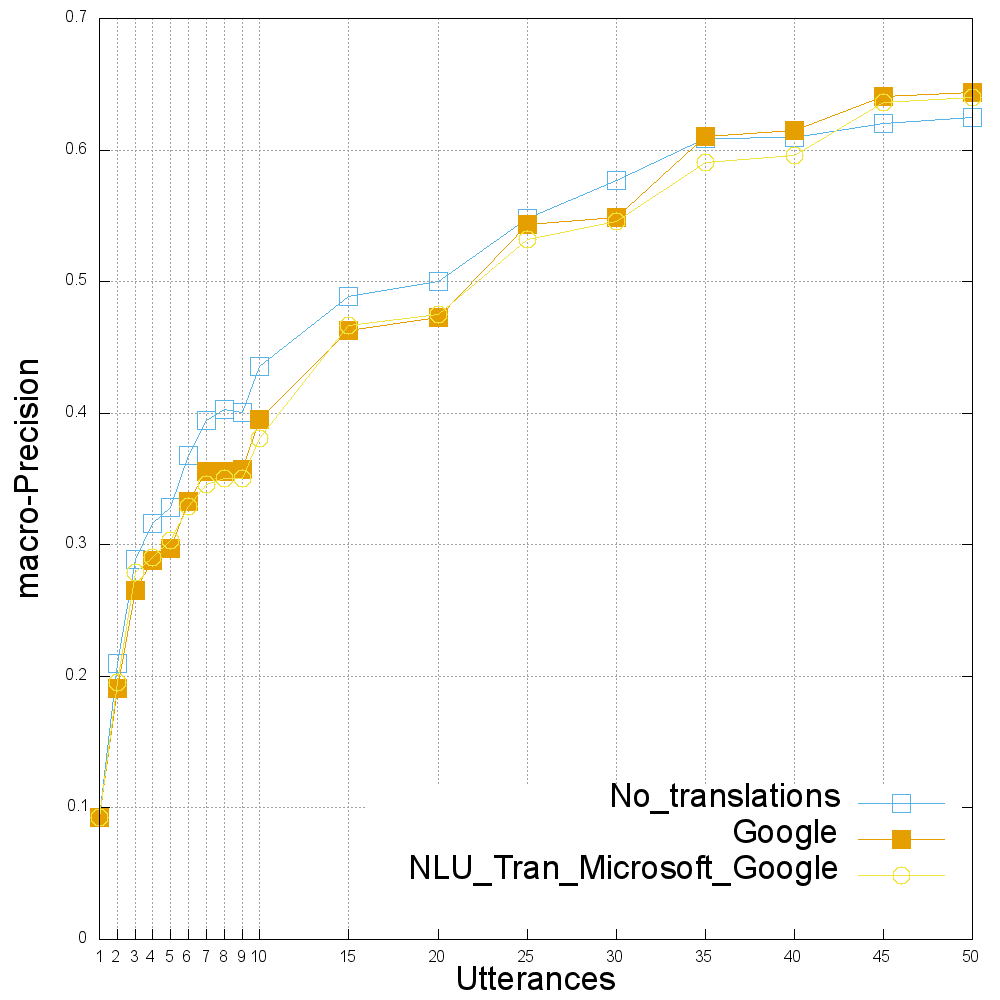 0.7
0.6
0.5
0.4
0.3
0.2
0.1
0
macro-Precision
No_translations
Google
NLU_Tran_Microsoft_Google
1 2 3 4 5 6 7 8 9 10 15 20 25 30 35 40 45 50
Utterances